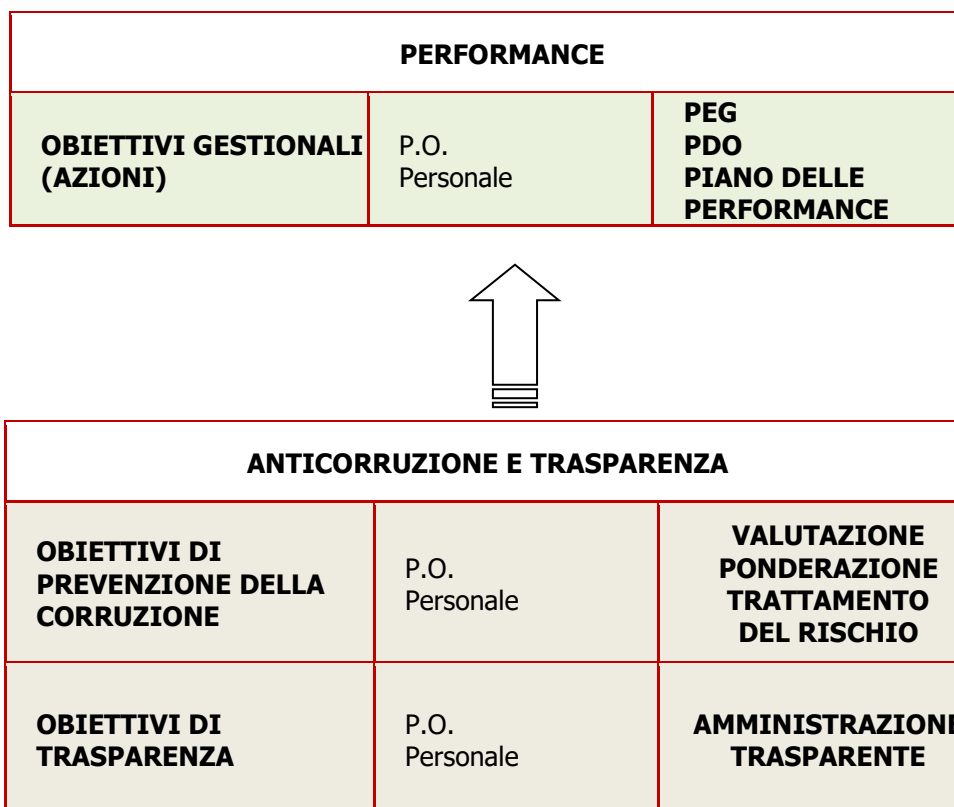 PERFORMANCE
OBIETTIVI GESTIONALI
(AZIONI)
P.O.
Personale
PEG
PDO
PIANO DELLE
PERFORMANCE
ANTICORRUZIONE E TRASPARENZA
OBIETTIVI DI
PREVENZIONE DELLA
CORRUZIONE
P.O.
Personale
VALUTAZIONE
PONDERAZIONE
TRATTAMENTO
DEL RISCHIO
OBIETTIVI DI
TRASPARENZA
P.O.
Personale
AMMINISTRAZIONE
TRASPARENTE